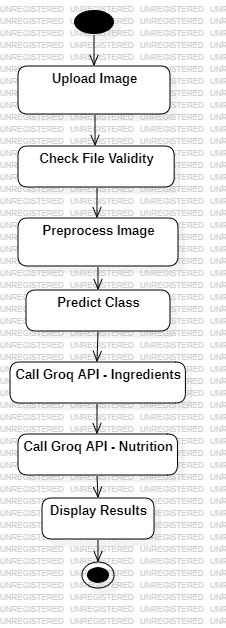 Upload Image
Check File Validity
Preprocess Image
Predict Class
Call Groq API - Ingredients
Call Groq API - Nutrition
Display Results
UNREGISTERED